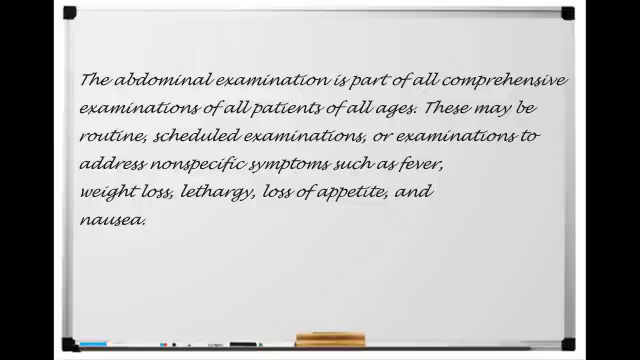 The abdominal examination is part of all comprehensive
examinations of all patients of all ages. These may be
routine, scheduled examinations, or examinations to
address nonspecific symptoms such as fever,
weight loss, lethargy, loss of appetite, and
nausea.